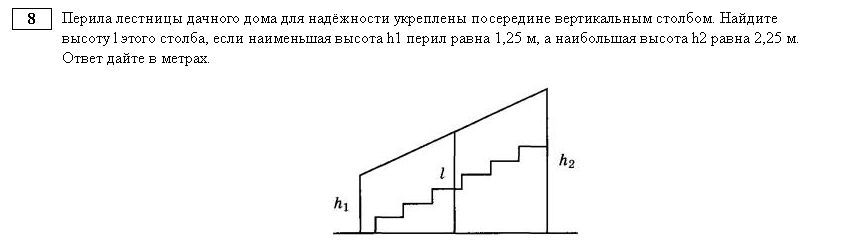 8
Перила лестницы дачного дома для надёжности укреплены посередине вертикальным столбом. Найдите
высоту l этого столба, если наименьшая высота h1 перил равна 1,25 м, а наибольшая высота h2 равна 2,25 м.
Ответ дайте в метрах.
l
h2
h1